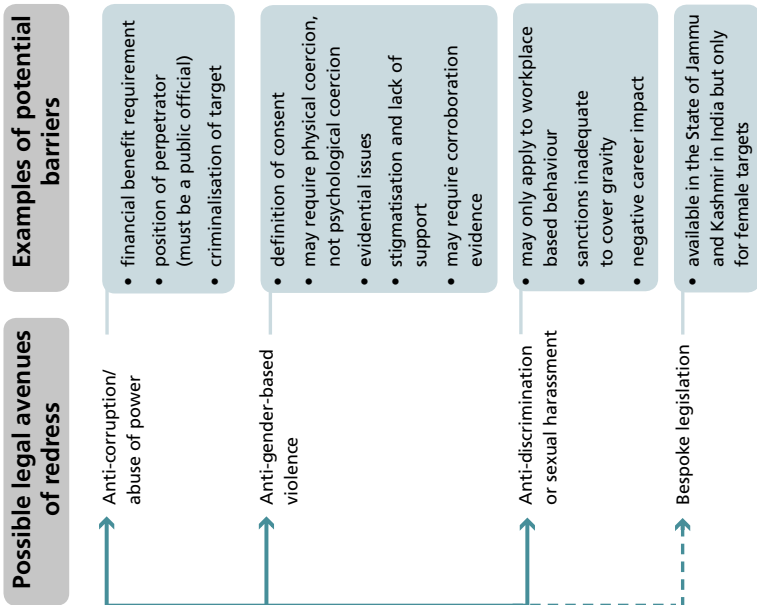 Possible legal avenues
of redress
Examples of potential
barriers
Anti-corruption/
abuse of power
• financial benefit requirement
• position of perpetrator
(must be a public official)
• criminalisation of target
Anti-gender-based
violence
• definition of consent
• may require physical coercion,
not psychological coercion
• evidential issues
• stigmatisation and lack of
support
• may require corroboration
evidence
Anti-discrimination
or sexual harassment
• may only apply to workplace
based behaviour
• sanctions inadequate
to cover gravity
• negative career impact
Bespoke legislation
• available in the State of Jammu
and Kashmir in India but only
for female targets